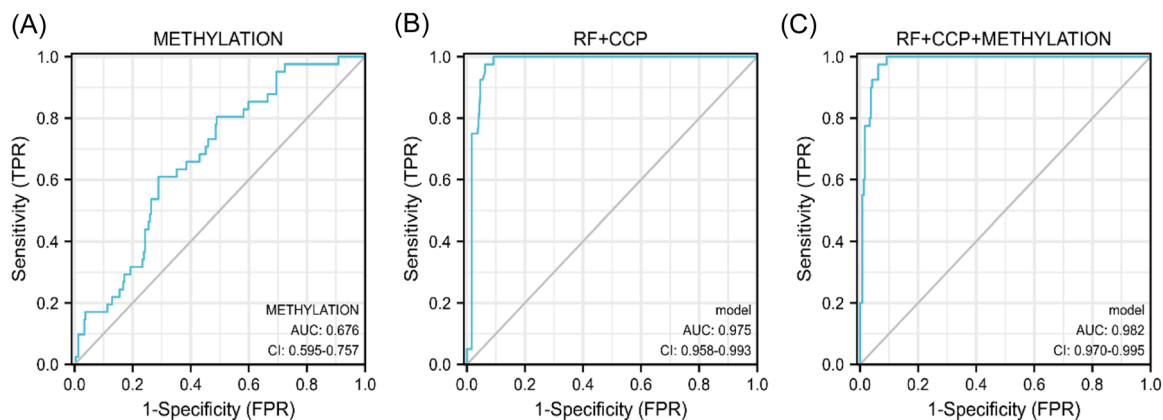 (A)
METHYLATION
Sensitivity (TPR)
1.0
0.8
0.6
0.4
0.2
0.0
METHYLATION
AUC: 0.676
CI: 0.595-0.757
0.0 0.2 0.4 0.6 0.8 1.0
1-Specificity (FPR)
(B)
RF+CCP
Sensitivity (TPR)
1.0
0.8
0.6
0.4
0.2
0.0
model
AUC: 0.975
CI: 0.958-0.993
0.0 0.2 0.4 0.6 0.8 1.0
1-Specificity (FPR)
(C)
RF+CCP+METHYLATION
Sensitivity (TPR)
1.0
0.8
0.6
0.4
0.2
0.0
model
AUC: 0.982
CI: 0.970-0.995
0.0 0.2 0.4 0.6 0.8 1.0
1-Specificity (FPR)